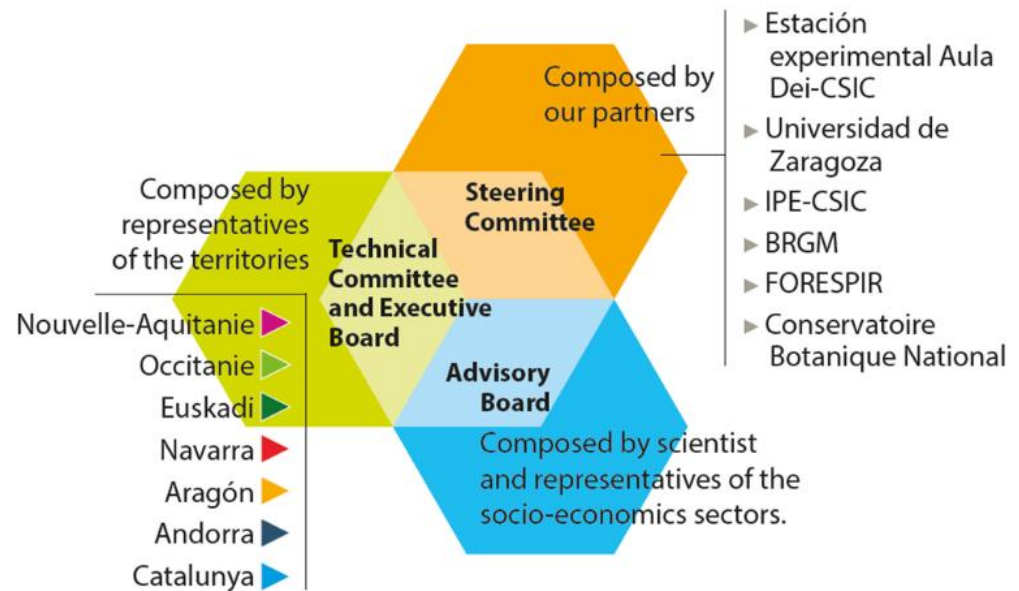 Composed by
our partners
Estación
experimental Aula
Dei-CSIC
Universidad de
Zaragoza
IPE-CSIC
BRGM
FORESPIR
Conservatoire
Botanique National
Steering
Committee
Composed by
representatives
of the territories
Technical
Committee
and Executive
Board
Nouvelle-Aquitanie
Occitanie
Euskadi
Navarra
Aragón
Andorra
Catalunya
Advisory
Board
Composed by scientist
and representatives of the
socio-economics sectors.